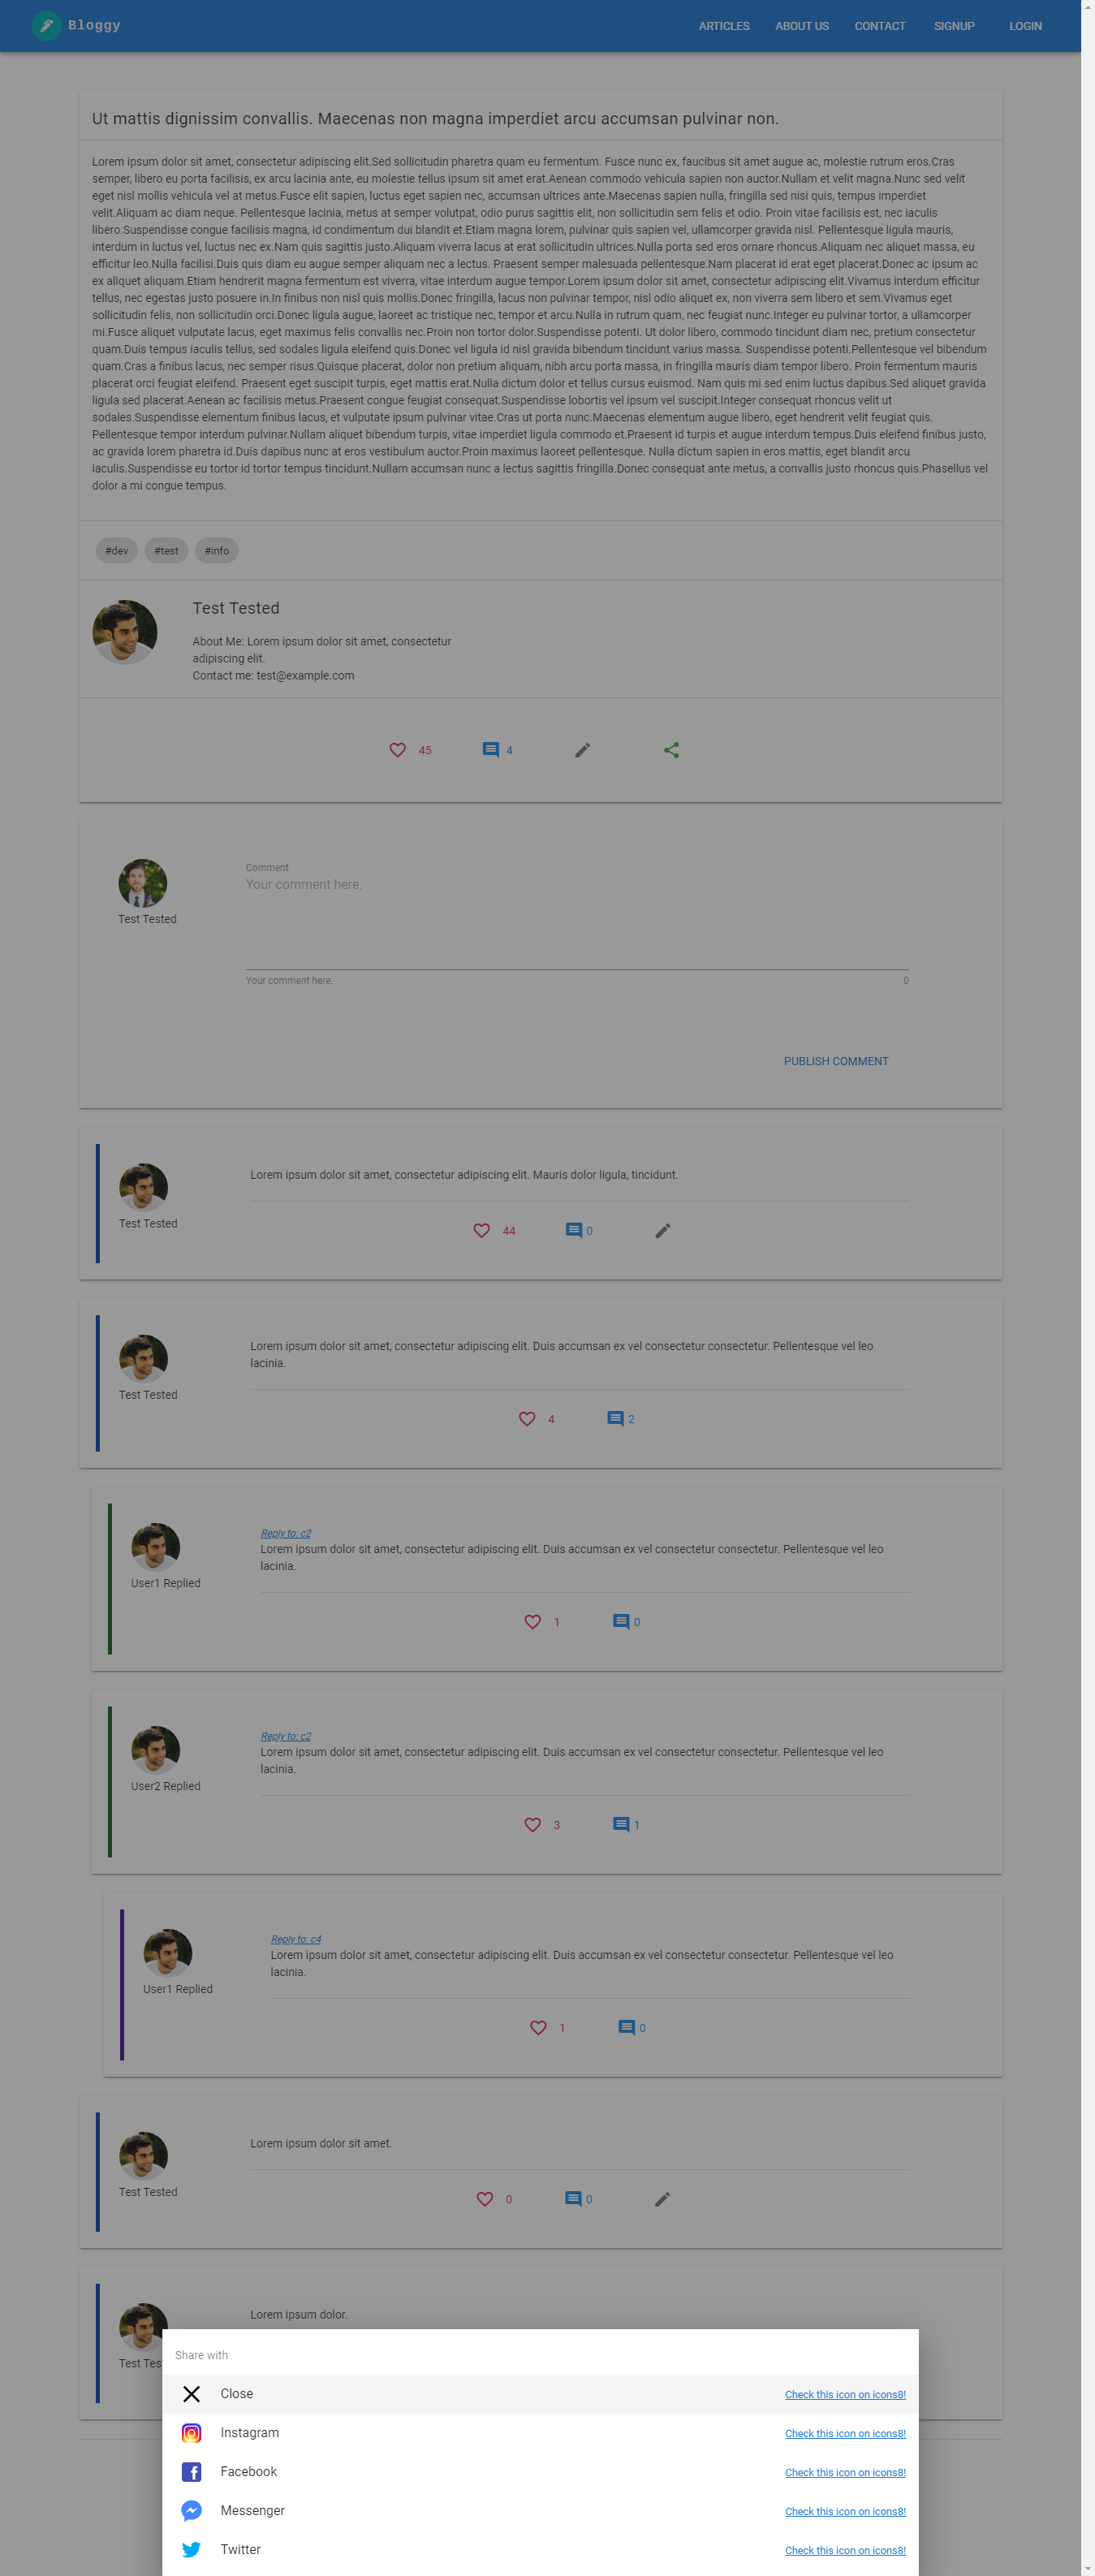 Bloggy
ARTICLES ABOUT US CONTACT SIGNUP LOGIN
Ut mattis dignissim convallis. Maecenas non magna imperdiet arcu accumsan pulvinar non.
Lorem ipsum dolor sit amet, consectetur adipiscing elit.Sed sollicitudin pharetra quam eu fermentum. Fusce nunc ex, faucibus sit amet augue ac, molestie rutrum eros.Cras
semper, libero eu porta facilisis, ex arcu lacinia ante, eu molestie tellus ipsum sit amet erat.Aenean commodo vehicula sapien non auctor.Nullam et velit magna.Nunc sed velit
eget nisl mollis vehicula vel at metus.Fusce elit sapien, luctus eget sapien nec, accumsan ultrices ante.Maecenas sapien nulla, fringilla sed nisi quis, tempus imperdiet
velit.Aliquam ac diam neque. Pellentesque lacinia, metus at semper volutpat, odio purus sagittis elit, non sollicitudin sem felis et odio. Proin vitae facilisis est, nec iaculis
libero.Suspendisse congue facilisis magna, id condimentum dui blandit et.Etiam magna lorem, pulvinar quis sapien vel, ullamcorper gravida nisl. Pellentesque ligula mauris,
interdum in luctus vel, luctus nec ex.Nam quis sagittis justo.Aliquam viverra lacus at erat sollicitudin ultrices.Nulla porta sed eros ornare rhoncus.Aliquam nec aliquet massa, eu
efficitur leo.Nulla facilisi.Duis quis diam eu augue semper aliquam nec a lectus. Praesent semper malesuada pellentesque.Nam placerat id erat eget placerat.Donec ac ipsum ac
ex aliquet aliquam.Etiam hendrerit magna fermentum est viverra, vitae interdum augue tempor.Lorem ipsum dolor sit amet, consectetur adipiscing elit.Vivamus interdum efficitur
tellus, nec egestas justo posuere in.In finibus non nisl quis mollis.Donec fringilla, lacus non pulvinar tempor, nisl odio aliquet ex, non viverra sem libero et sem.Vivamus eget
sollicitudin felis, non sollicitudin orci.Donec ligula augue, laoreet ac tristique nec, tempor et arcu.Nulla in rutrum quam, nec feugiat nunc.Integer eu pulvinar tortor, a ullamcorper
mi.Fusce aliquet vulputate lacus, eget maximus felis convallis nec.Proin non tortor dolor.Suspendisse potenti. Ut dolor libero, commodo tincidunt diam nec, pretium consectetur
quam.Duis tempus iaculis tellus, sed sodales ligula eleifend quis.Donec vel ligula id nisl gravida bibendum tincidunt varius massa. Suspendisse potenti.Pellentesque vel bibendum
quam.Cras a finibus lacus, nec semper risus.Quisque placerat, dolor non pretium aliquam, nibh arcu porta massa, in fringilla mauris diam tempor libero. Proin fermentum mauris
placerat orci feugiat eleifend. Praesent eget suscipit turpis, eget mattis erat.Nulla dictum dolor et tellus cursus euismod. Nam quis mi sed enim luctus dapibus.Sed aliquet gravida
ligula sed placerat.Aenean ac facilisis metus.Praesent congue feugiat consequat.Suspendisse lobortis vel ipsum vel suscipit.Integer consequat rhoncus velit ut
sodales.Suspendisse elementum finibus lacus, et vulputate ipsum pulvinar vitae.Cras ut porta nunc.Maecenas elementum augue libero, eget hendrerit velit feugiat quis.
Pellentesque tempor interdum pulvinar.Nullam aliquet bibendum turpis, vitae imperdiet ligula commodo et.Praesent id turpis et augue interdum tempus.Duis eleifend finibus justo,
ac gravida lorem pharetra id.Duis dapibus nunc at eros vestibulum auctor.Proin maximus laoreet pellentesque. Nulla dictum sapien in eros mattis, eget blandit arcu
iaculis.Suspendisse eu tortor id tortor tempus tincidunt.Nullam accumsan nunc a lectus sagittis fringilla.Donec consequat ante metus, a convallis justo rhoncus quis.Phasellus vel
dolor a mi congue tempus.
#dev #test #info
Test Tested
About Me: Lorem ipsum dolor sit amet, consectetur
adipiscing elit.
Contact me: test@example.com
45 4
Comment
Your comment here.
Test Tested
Your comment here. 0
PUBLISH COMMENT
Lorem ipsum dolor sit amet, consectetur adipiscing elit. Mauris dolor ligula, tincidunt.
Test Tested
44 0
Lorem ipsum dolor sit amet, consectetur adipiscing elit. Duis accumsan ex vel consectetur consectetur. Pellentesque vel leo
lacinia.
Test Tested
4 2
Reply to: c2
Lorem ipsum dolor sit amet, consectetur adipiscing elit. Duis accumsan ex vel consectetur consectetur. Pellentesque vel leo
lacinia.
User1 Replied
1 0
Reply to: c2
Lorem ipsum dolor sit amet, consectetur adipiscing elit. Duis accumsan ex vel consectetur consectetur. Pellentesque vel leo
lacinia.
User2 Replied
3 1
Reply to: c4
Lorem ipsum dolor sit amet, consectetur adipiscing elit. Duis accumsan ex vel consectetur consectetur. Pellentesque vel leo
lacinia.
User1 Replied
1 0
Lorem ipsum dolor sit amet.
Test Tested
0 0
Lorem ipsum dolor.
Test Tes
Share with
Close Check this icon on icons8!
Instagram Check this icon on icons8!
Facebook Check this icon on icons8!
Messenger Check this icon on icons8!
Twitter Check this icon on icons8!